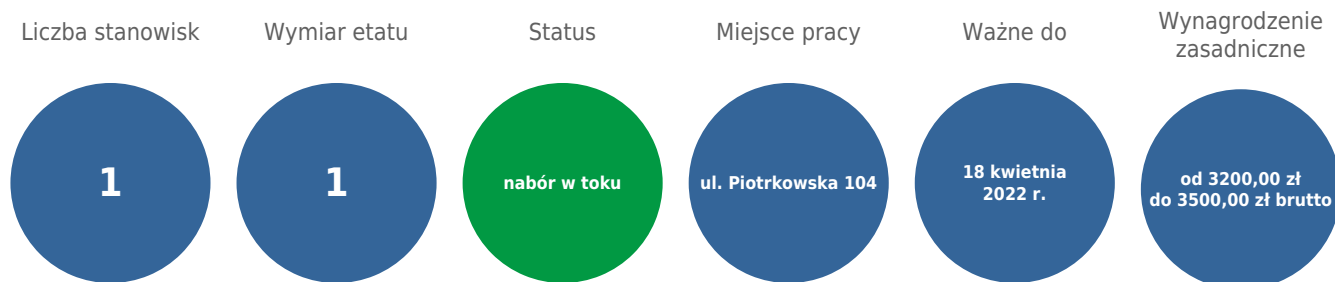 Liczba stanowisk
1
Wymiar etatu
1
Status
nabór w toku
Miejsce pracy
ul. Piotrkowska 104
Ważne do
18 kwietnia
2022 r.
Wynagrodzenie
zasadniczne
od 3200,00 zł
do 3500,00 zł brutto